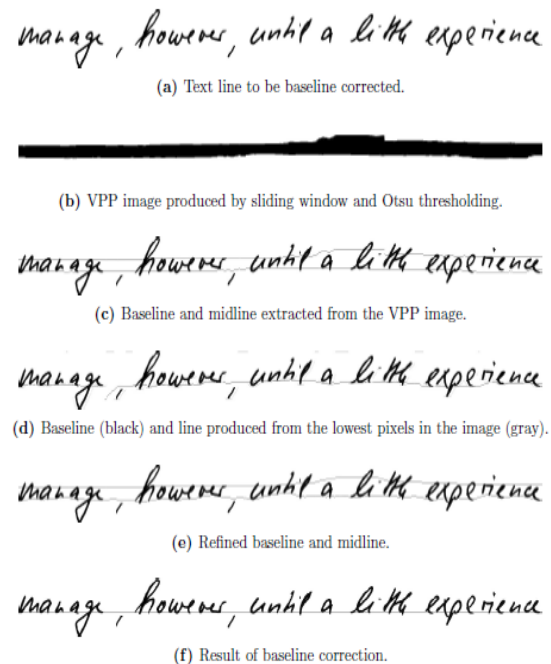 manage, however, until a little experience
(a) Text line to be baseline corrected.
(b) VPP image produced by sliding window and Otsu thresholding.
manage, however, until a little experience
(c) Baseline and midline extracted from the VPP image.
manage, however, until a little experience
(d) Baseline (black) and line produced from the lowest pixels in the image (gray).
manage, however, until a little experience
(e) Refined baseline and midline.
manage, however, until a little experience
(f) Result of baseline correction.